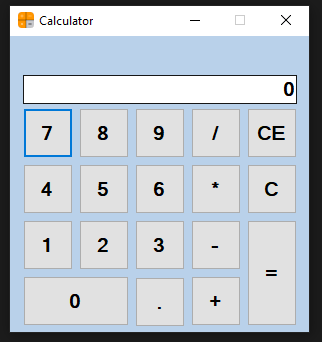 Calculator
0
7 8 9 / CE
4 5 6 * C
1 2 3 - =
0 . +